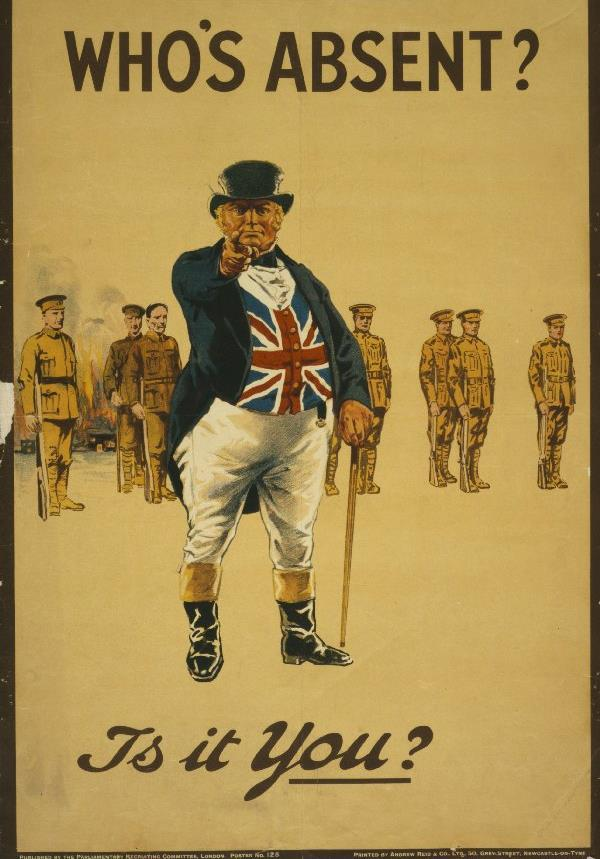 WHO'S ABSENT?
Is it You?
PUBLISHED BY THE PARLIAMENTARY RECRUITING COMMITTEE, LONDON POSTER No. 125
PRINTED BY ANDREW REID & Co. LTD., 50, GREY STREET, NEWCASTLE-ON-TYNE